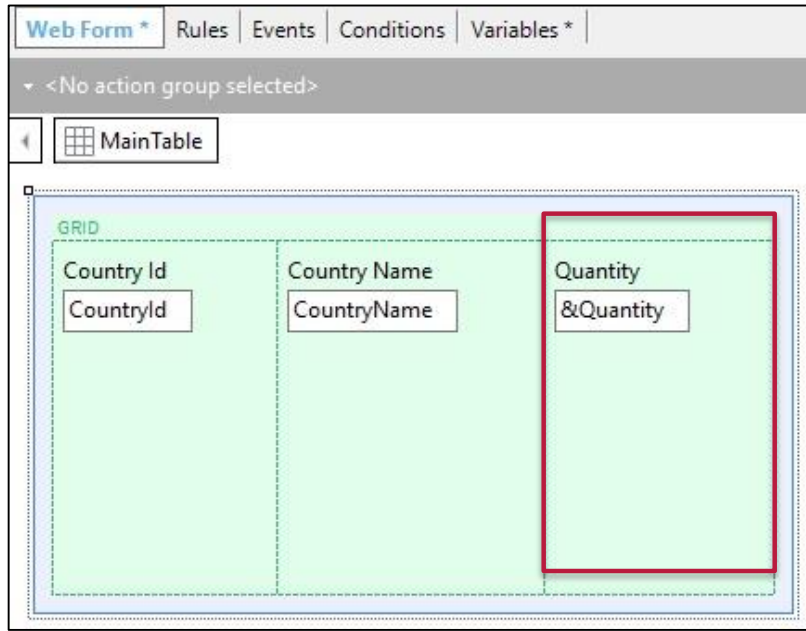 Web Form * Rules Events Conditions Variables *
<No action group selected>
MainTable
GRID
Country Id Country Name Quantity
CountryId CountryName &Quantity